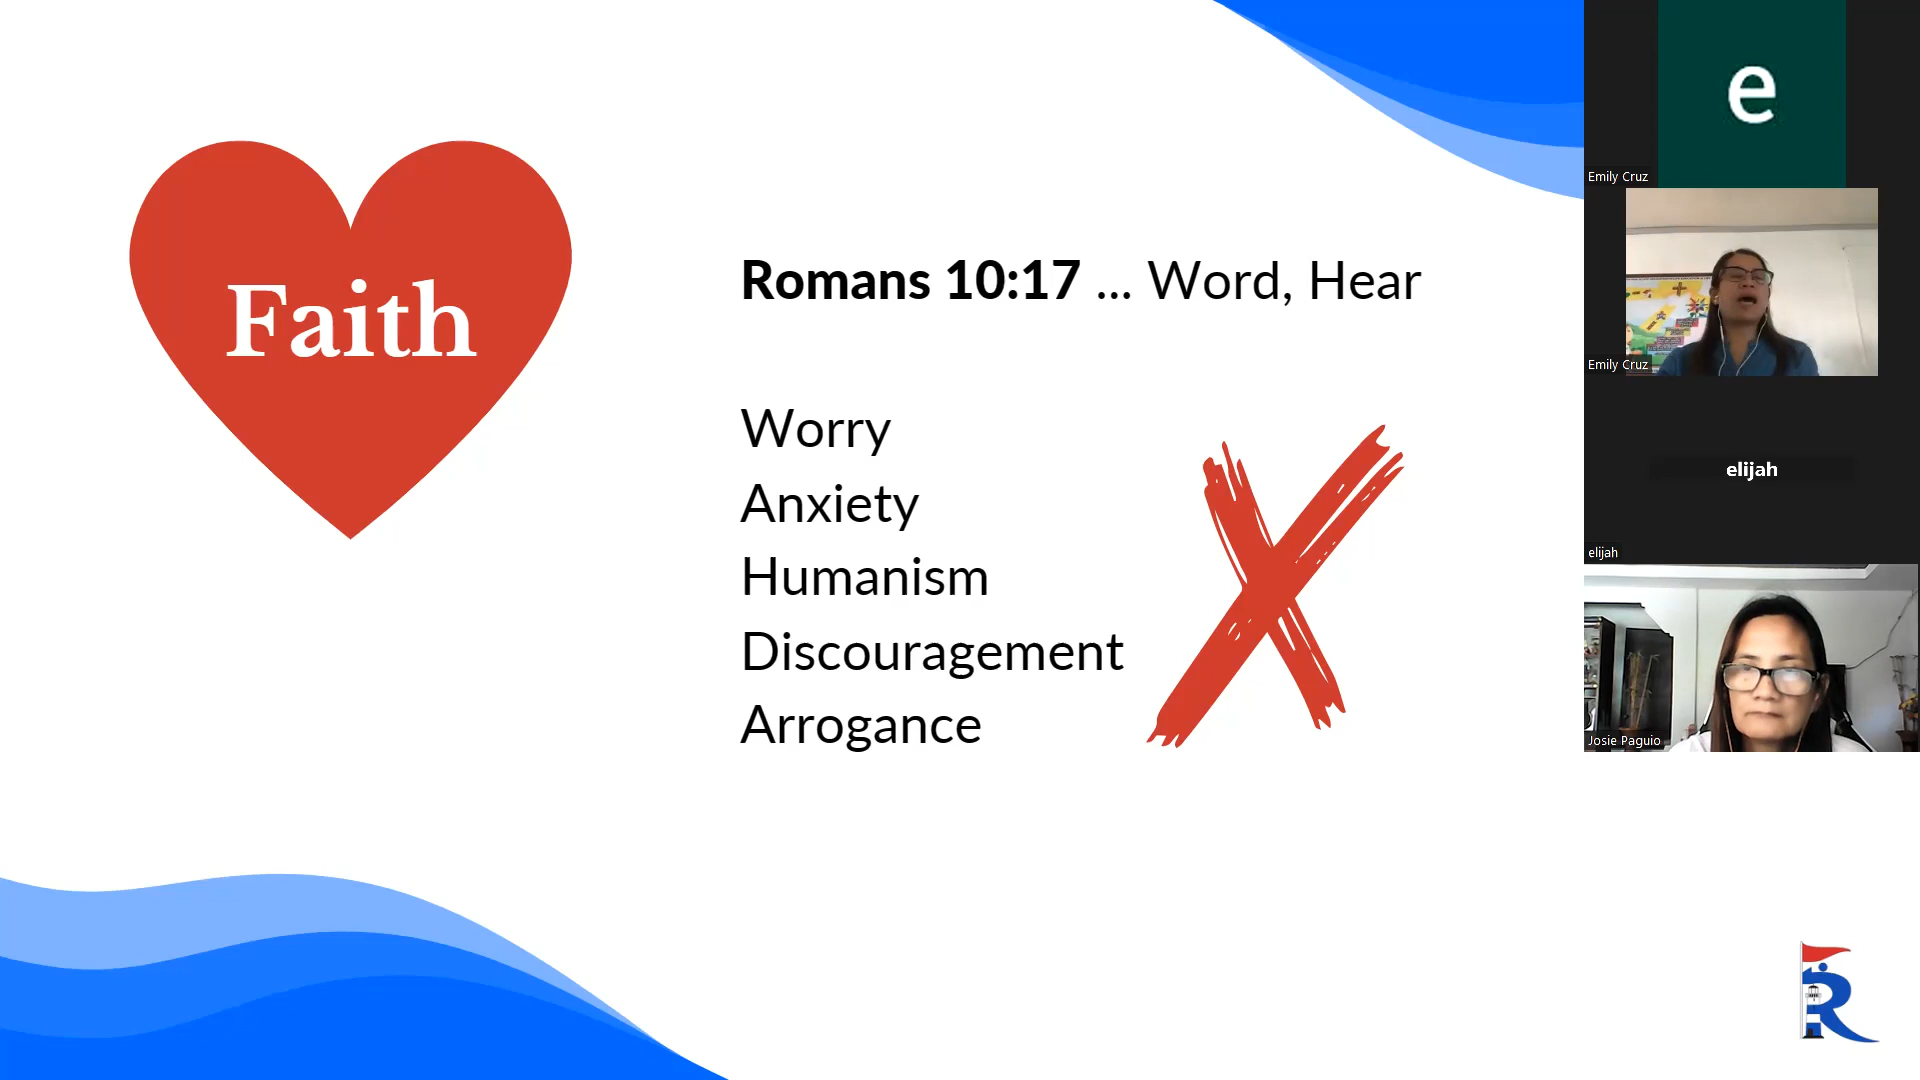 Faith
Romans 10:17 ... Word, Hear
Worry
Anxiety
Humanism
Discouragement
Arrogance
e
Emily Cruz
Emily Cruz
elijah
elijah
Josie Paguio
R